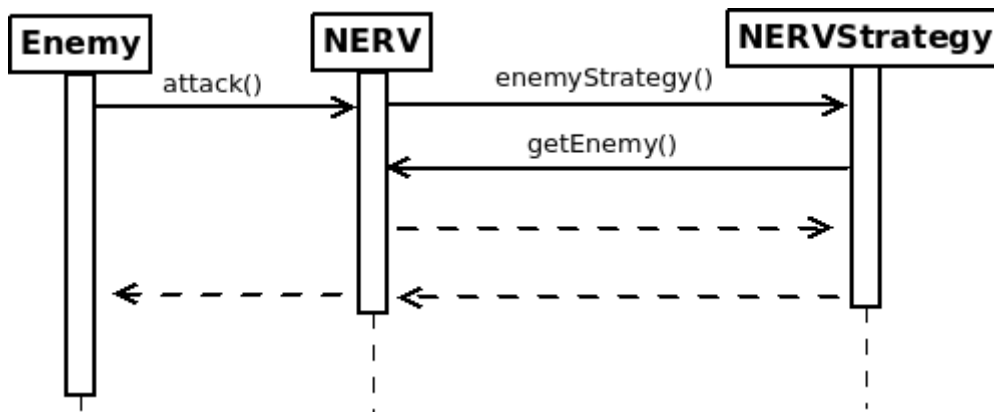 Enemy
NERV
NERVStrategy
attack()
enemyStrategy()
getEnemy()